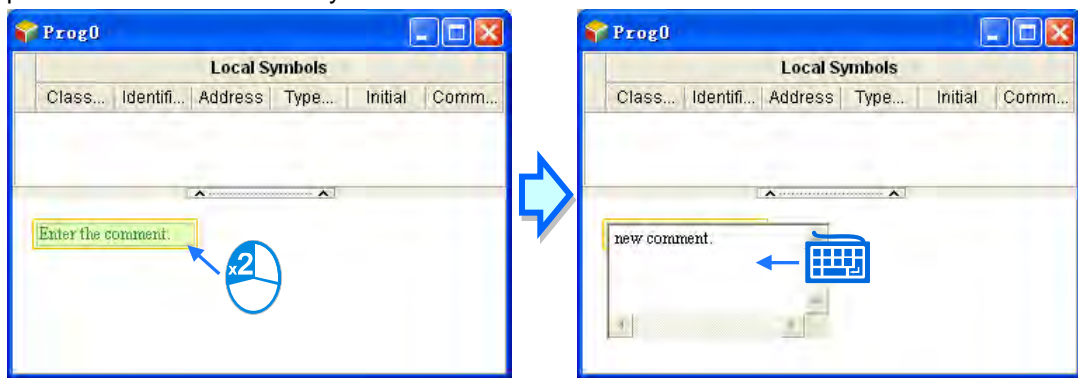 Prog0
Local Symbols
Class... Identifi... Address Type... Initial Comm...
Enter the comment.
x2
Prog0
Local Symbols
Class... Identifi... Address Type... Initial Comm...
new comment.